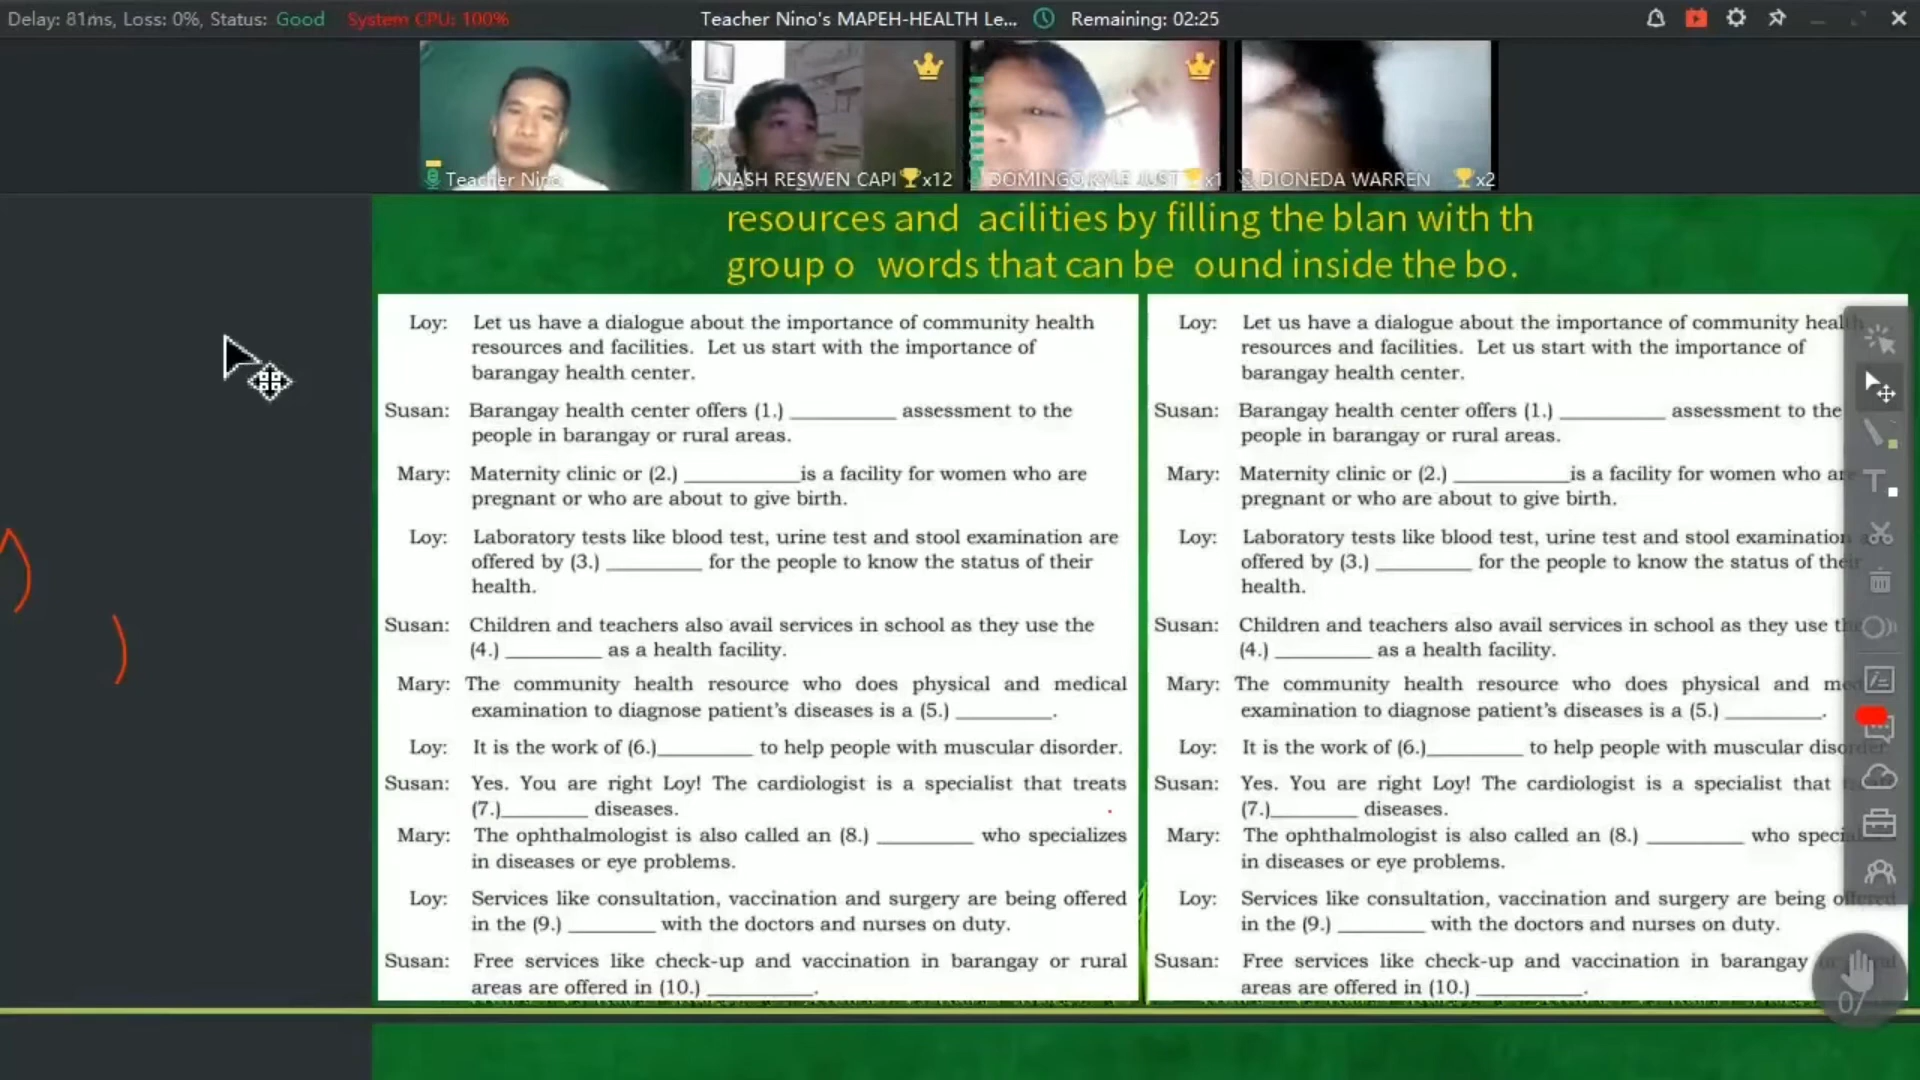 Delay: 81ms, Loss: 0%, Status: Good System CPU: 100%
Teacher Nino's MAPEH-HEALTH Le... Remaining: 02:25
Teacher Nino
NASH RESWEN CAPI x12
DOMINGO KYLE JUST x1
DIONEDA WARREN x2
resources and acilities by filling the blan with th
group o words that can be ound inside the bo.
Loy: Let us have a dialogue about the importance of community health
resources and facilities. Let us start with the importance of
barangay health center.
Susan: Barangay health center offers (1.) __________ assessment to the
people in barangay or rural areas.
Mary: Maternity clinic or (2.) ___________is a facility for women who are
pregnant or who are about to give birth.
Loy: Laboratory tests like blood test, urine test and stool examination are
offered by (3.) _________ for the people to know the status of their
health.
Susan: Children and teachers also avail services in school as they use the
(4.) _________ as a health facility.
Mary: The community health resource who does physical and medical
examination to diagnose patient's diseases is a (5.) _________.
Loy: It is the work of (6.)_________ to help people with muscular disorder.
Susan: Yes. You are right Loy! The cardiologist is a specialist that treats
(7.)________ diseases.
Mary: The ophthalmologist is also called an (8.) _________ who specializes
in diseases or eye problems.
Loy: Services like consultation, vaccination and surgery are being offered
in the (9.) ________ with the doctors and nurses on duty.
Susan: Free services like check-up and vaccination in barangay or rural
areas are offered in (10.) __________.
Loy: Let us have a dialogue about the importance of community health
resources and facilities. Let us start with the importance of
barangay health center.
Susan: Barangay health center offers (1.) __________ assessment to the
people in barangay or rural areas.
Mary: Maternity clinic or (2.) ___________is a facility for women who are
pregnant or who are about to give birth.
Loy: Laboratory tests like blood test, urine test and stool examination
offered by (3.) _________ for the people to know the status of their
health.
Susan: Children and teachers also avail services in school as they use the
(4.) _________ as a health facility.
Mary: The community health resource who does physical and
examination to diagnose patient's diseases is a (5.) _________.
Loy: It is the work of (6.)_________ to help people with muscular disorder.
Susan: Yes. You are right Loy! The cardiologist is a specialist that
(7.)________ diseases.
Mary: The ophthalmologist is also called an (8.) _________ who
in diseases or eye problems.
Loy: Services like consultation, vaccination and surgery are being offered
in the (9.) ________ with the doctors and nurses on duty.
Susan: Free services like check-up and vaccination in barangay
areas are offered in (10.) __________.
0/